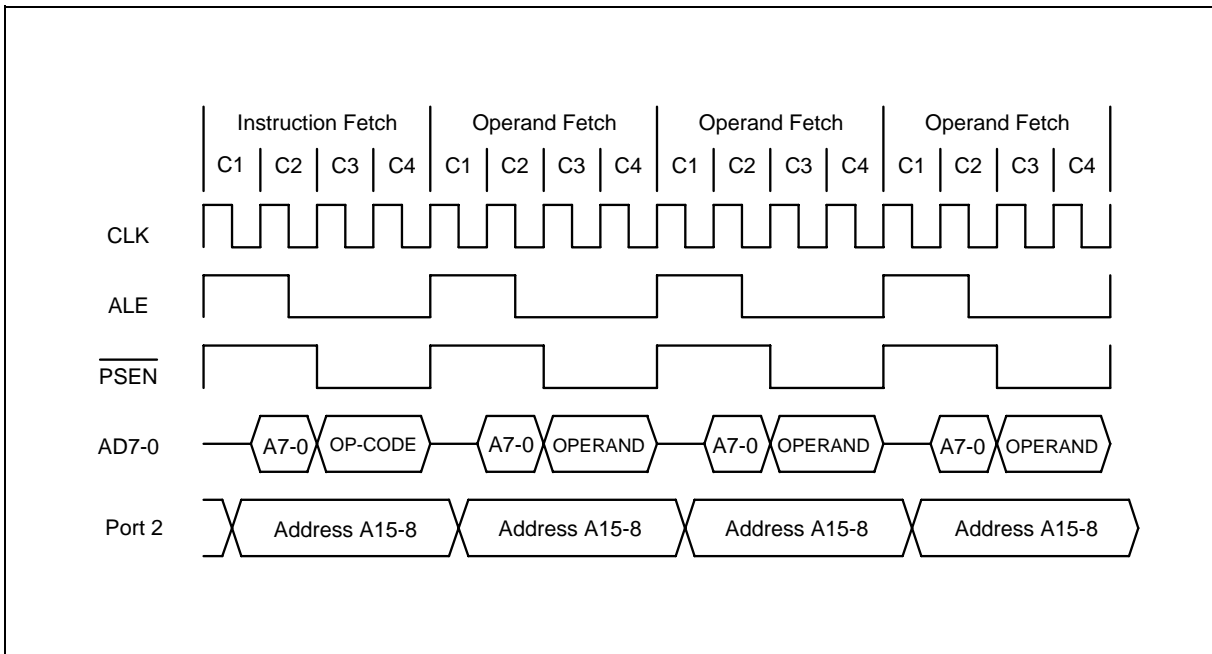 Instruction Fetch Operand Fetch Operand Fetch Operand Fetch
C1 C2 C3 C4 C1 C2 C3 C4 C1 C2 C3 C4 C1 C2 C3 C4
CLK
ALE
PSEN
AD7-0 A7-0 OP-CODE A7-0 OPERAND A7-0 OPERAND A7-0 OPERAND
Port 2 Address A15-8 Address A15-8 Address A15-8 Address A15-8